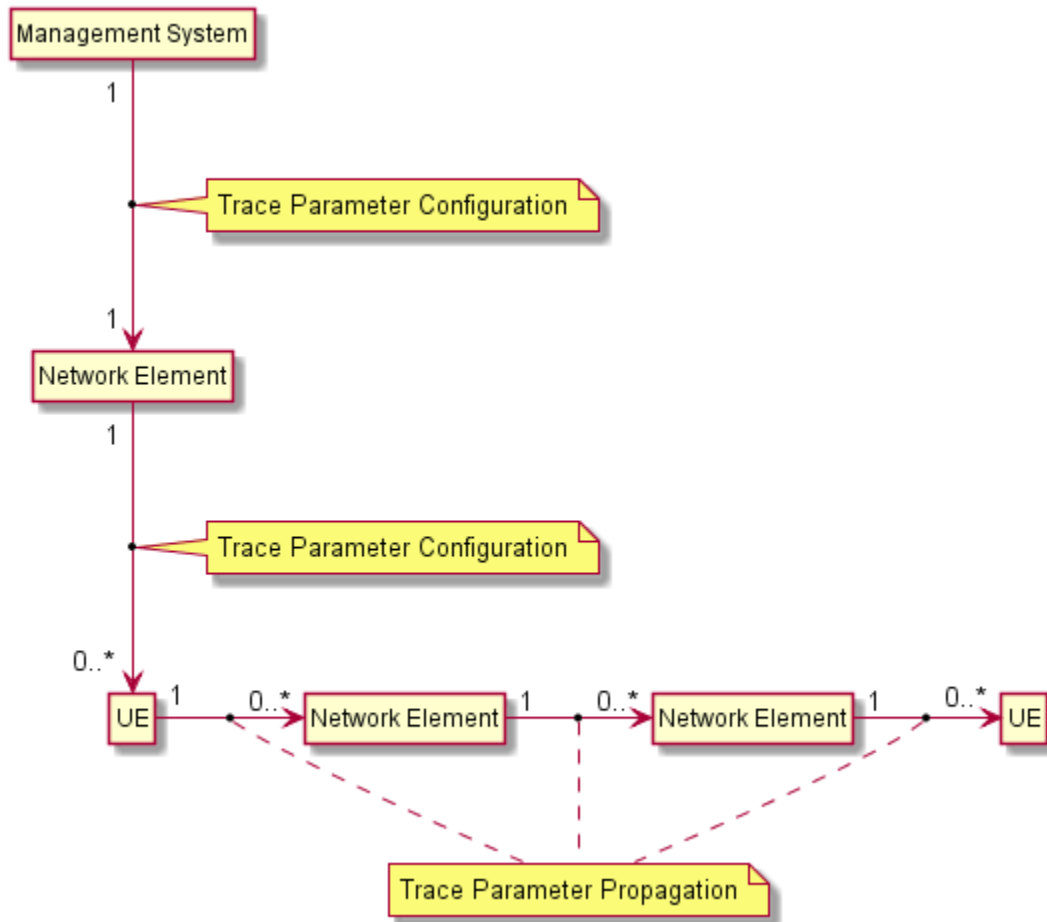 Management System
1
Trace Parameter Configuration
1
Network Element
1
Trace Parameter Configuration
0..*
UE
1
0..*
Network Element
1
0..*
Network Element
1
0..*
UE
Trace Parameter Propagation